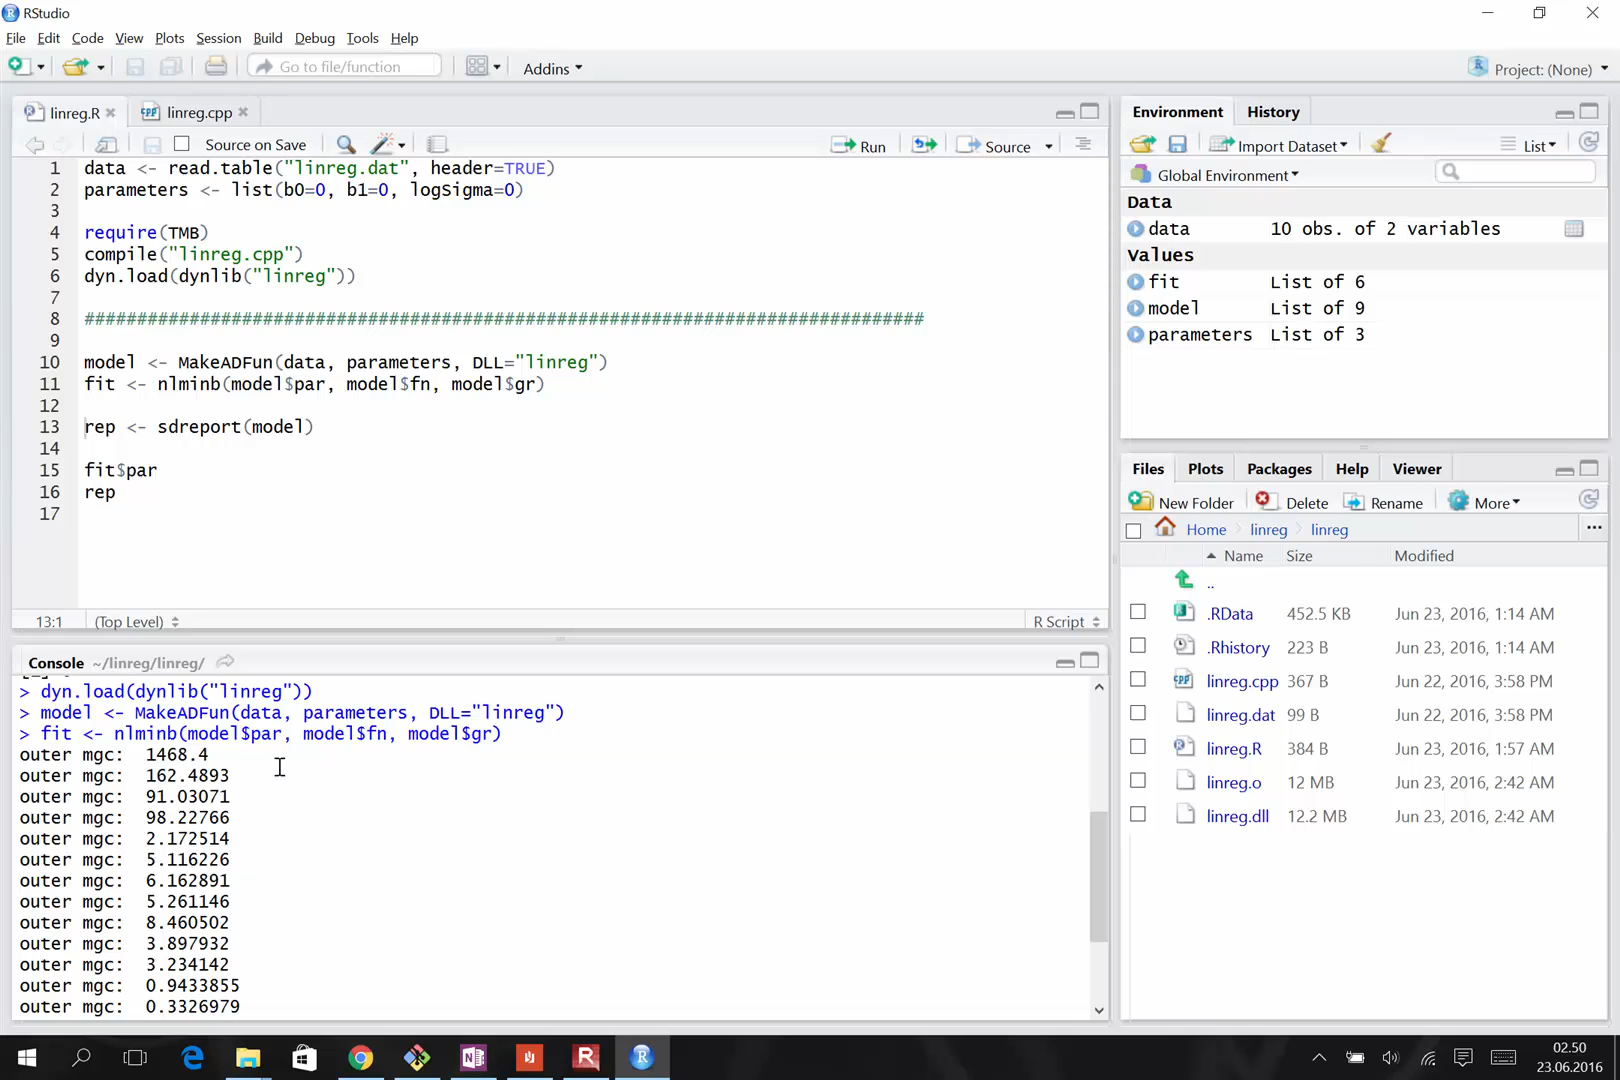 RStudio
File Edit Code View Plots Session Build Debug Tools Help
Go to file/function Addins Project: (None)
linreg.R linreg.cpp
Source on Save Run Source
1 data <- read.table("linreg.dat", header=TRUE)
2 parameters <- list(b0=0, b1=0, logSigma=0)
3
4 require(TMB)
5 compile("linreg.cpp")
6 dyn.load(dynlib("linreg"))
7
8 ################################################################################
9
10 model <- MakeADFun(data, parameters, DLL="linreg")
11 fit <- nlminb(model$par, model$fn, model$gr)
12
13 rep <- sdreport(model)
14
15 fit$par
16 rep
17
13:1 (Top Level) R Script
Console ~/linreg/linreg/
> dyn.load(dynlib("linreg"))
> model <- MakeADFun(data, parameters, DLL="linreg")
> fit <- nlminb(model$par, model$fn, model$gr)
outer mgc: 1468.4
outer mgc: 162.4893
outer mgc: 91.03071
outer mgc: 98.22766
outer mgc: 2.172514
outer mgc: 5.116226
outer mgc: 6.162891
outer mgc: 5.261146
outer mgc: 8.460502
outer mgc: 3.897932
outer mgc: 3.234142
outer mgc: 0.9433855
outer mgc: 0.3326979
Environment History
Import Dataset List
Global Environment
Data
data 10 obs. of 2 variables
Values
fit List of 6
model List of 9
parameters List of 3
Files Plots Packages Help Viewer
New Folder Delete Rename More
Home linreg linreg ...
Name Size Modified
..
.RData 452.5 KB Jun 23, 2016, 1:14 AM
.Rhistory 223 B Jun 23, 2016, 1:14 AM
linreg.cpp 367 B Jun 22, 2016, 3:58 PM
linreg.dat 99 B Jun 22, 2016, 3:58 PM
linreg.R 384 B Jun 23, 2016, 1:57 AM
linreg.o 12 MB Jun 23, 2016, 2:42 AM
linreg.dll 12.2 MB Jun 23, 2016, 2:42 AM
02.50
23.06.2016